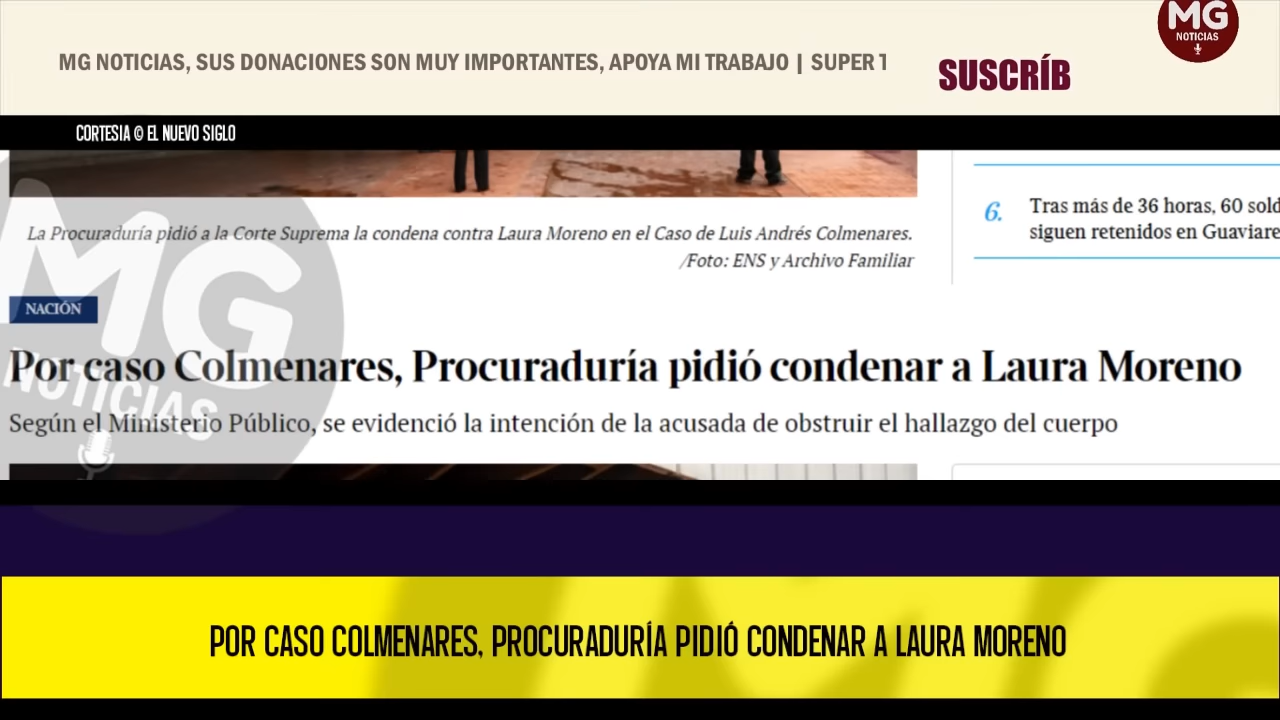 MG
NOTICIAS
MG NOTICIAS, SUS DONACIONES SON MUY IMPORTANTES, APOYA MI TRABAJO | SUPER T
SUSCRÍB
CORTESIA © EL NUEVO SIGLO
6.
Tras más de 36 horas, 60 sold
siguen retenidos en Guaviare
La Procuraduría pidió a la Corte Suprema la condena contra Laura Moreno en el Caso de Luis Andrés Colmenares.
/Foto: ENS y Archivo Familiar
NACIÓN
Por caso Colmenares, Procuraduría pidió condenar a Laura Moreno
Según el Ministerio Público, se evidenció la intención de la acusada de obstruir el hallazgo del cuerpo
MG
NOTICIAS
POR CASO COLMENARES, PROCURADURÍA PIDIÓ CONDENAR A LAURA MORENO